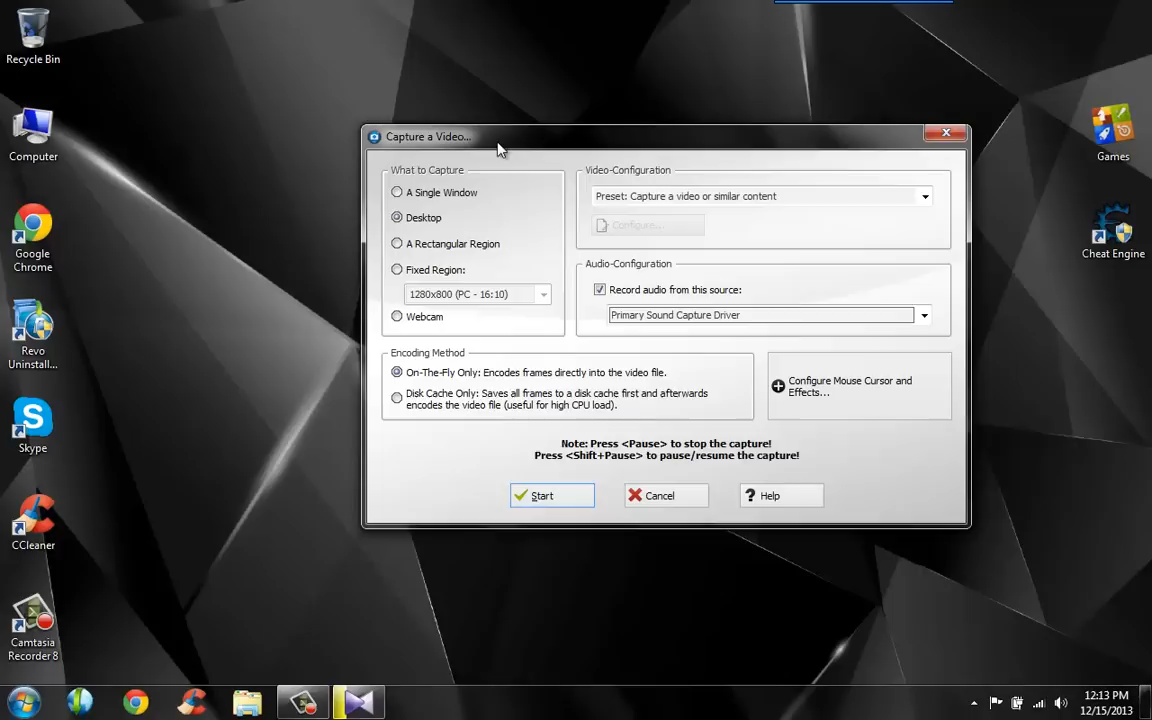 Recycle Bin
Computer
Google
Chrome
Revo
Uninstall...
Skype
CCleaner
Camtasia
Recorder 8
Games
Cheat Engine
Capture a Video...
What to Capture
A Single Window
Desktop
A Rectangular Region
Fixed Region:
1280x800 (PC - 16:10)
Webcam
Video-Configuration
Preset: Capture a video or similar content
Configure...
Audio-Configuration
Record audio from this source:
Primary Sound Capture Driver
Encoding Method
On-The-Fly Only: Encodes frames directly into the video file.
Disk Cache Only: Saves all frames to a disk cache first and afterwards
encodes the video file (useful for high CPU load).
Configure Mouse Cursor and
Effects...
Note: Press <Pause> to stop the capture!
Press <Shift+Pause> to pause/resume the capture!
Start
Cancel
? Help
12:13 PM
12/15/2013